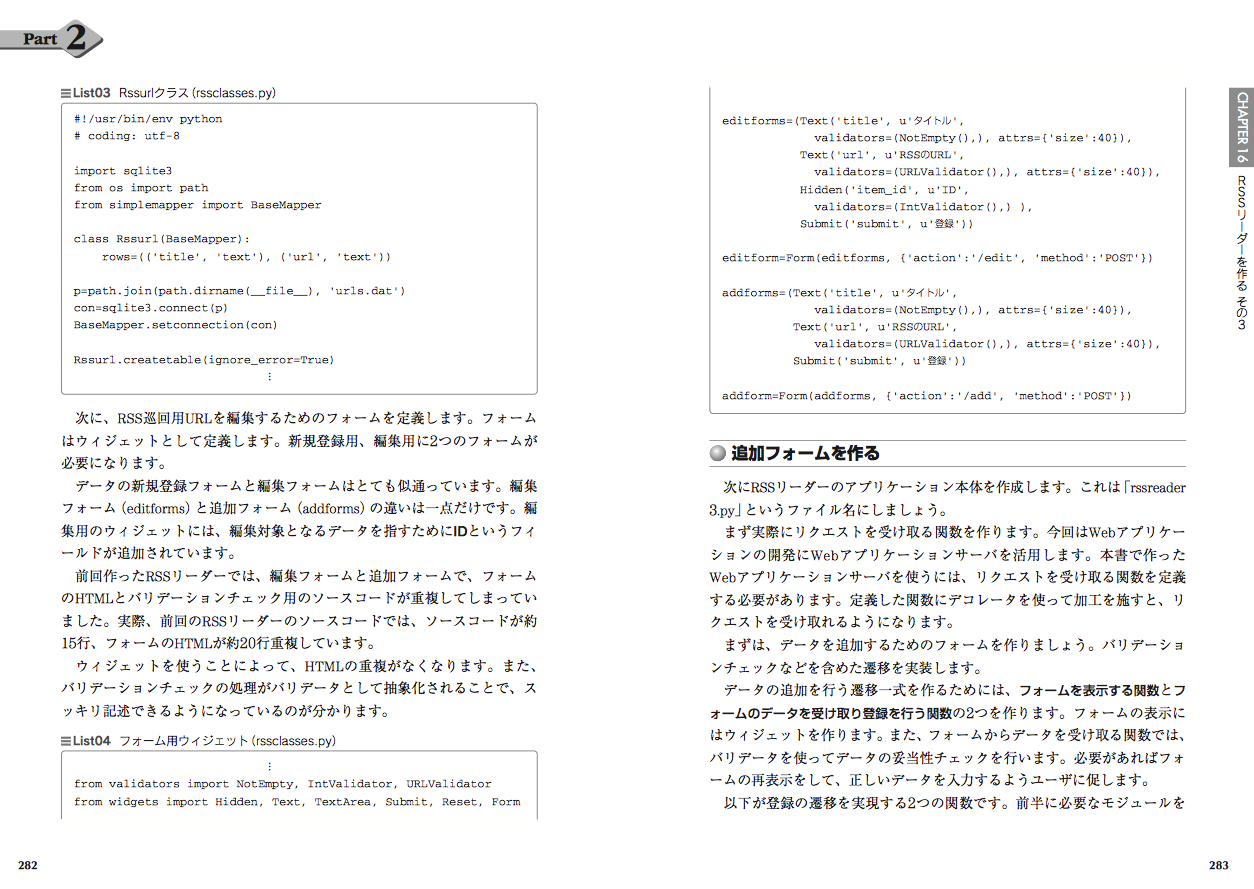 Part 2
≡List03 Rssurlクラス（rssclasses.py）
#!/usr/bin/env python
# coding: utf-8
import sqlite3
from os import path
from simplemapper import BaseMapper
class Rssurl(BaseMapper):
    rows=(('title', 'text'), ('url', 'text'))
p=path.join(path.dirname(__file__), 'urls.dat')
con=sqlite3.connect(p)
BaseMapper.setconnection(con)
Rssurl.createtable(ignore_error=True)
⋮
　次に、RSS巡回用URLを編集するためのフォームを定義します。フォーム
はウィジェットとして定義します。新規登録用、編集用に2つのフォームが
必要になります。
　データの新規登録フォームと編集フォームはとても似通っています。編集
フォーム（editforms）と追加フォーム（addforms）の違いは一点だけです。編
集用のウィジェットには、編集対象となるデータを指すためにIDというフィ
ールドが追加されています。
　前回作ったRSSリーダーでは、編集フォームと追加フォームで、フォーム
のHTMLとバリデーションチェック用のソースコードが重複してしまってい
ました。実際、前回のRSSリーダーのソースコードでは、ソースコードが約
15行、フォームのHTMLが約20行重複しています。
　ウィジェットを使うことによって、HTMLの重複がなくなります。また、
バリデーションチェックの処理がバリデータとして抽象化されることで、ス
ッキリ記述できるようになっているのが分かります。
≡List04 フォーム用ウィジェット（rssclasses.py）
⋮
from validators import NotEmpty, IntValidator, URLValidator
from widgets import Hidden, Text, TextArea, Submit, Reset, Form
282
editforms=(Text('title', u'タイトル',
             validators=(NotEmpty(),), attrs={'size':40}),
           Text('url', u'RSSのURL',
             validators=(URLValidator(),), attrs={'size':40}),
           Hidden('item_id', u'ID',
             validators=(IntValidator(),) ),
           Submit('submit', u'登録'))
editform=Form(editforms, {'action':'/edit', 'method':'POST'})
addforms=(Text('title', u'タイトル',
             validators=(NotEmpty(),), attrs={'size':40}),
          Text('url', u'RSSのURL',
             validators=(URLValidator(),), attrs={'size':40}),
          Submit('submit', u'登録'))
addform=Form(addforms, {'action':'/add', 'method':'POST'})
追加フォームを作る
　次にRSSリーダーのアプリケーション本体を作成します。これは「rssreader
3.py」というファイル名にしましょう。
　まず実際にリクエストを受け取る関数を作ります。今回はWebアプリケー
ションの開発にWebアプリケーションサーバを活用します。本書で作った
Webアプリケーションサーバを使うには、リクエストを受け取る関数を定義
する必要があります。定義した関数にデコレータを使って加工を施すと、リ
クエストを受け取れるようになります。
　まずは、データを追加するためのフォームを作りましょう。バリデーショ
ンチェックなどを含めた遷移を実装します。
　データの追加を行う遷移一式を作るためには、フォームを表示する関数とフ
ォームのデータを受け取り登録を行う関数の2つを作ります。フォームの表示に
はウィジェットを作ります。また、フォームからデータを受け取る関数では、
バリデータを使ってデータの妥当性チェックを行います。必要があればフォ
ームの再表示をして、正しいデータを入力するようユーザに促します。
　以下が登録の遷移を実現する2つの関数です。前半に必要なモジュールを
CHAPTER 16
RSSリーダーを作る その3
283